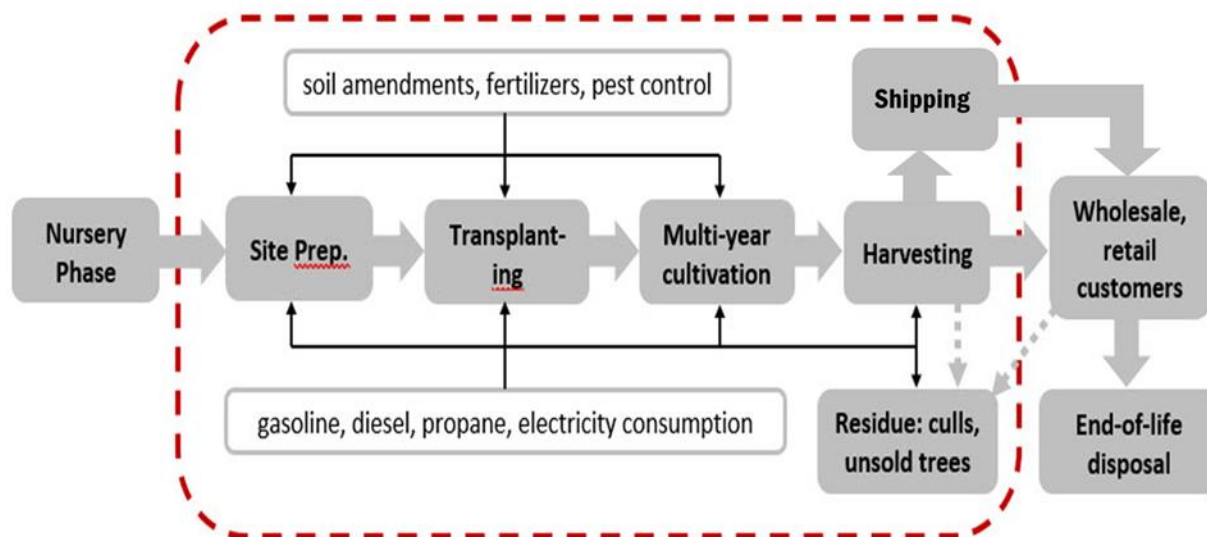 soil amendments, fertilizers, pest control
Shipping
Nursery
Phase
Site Prep.
Transplant-
ing
Multi-year
cultivation
Harvesting
Wholesale,
retail
customers
gasoline, diesel, propane, electricity consumption
Residue: culls,
unsold trees
End-of-life
disposal